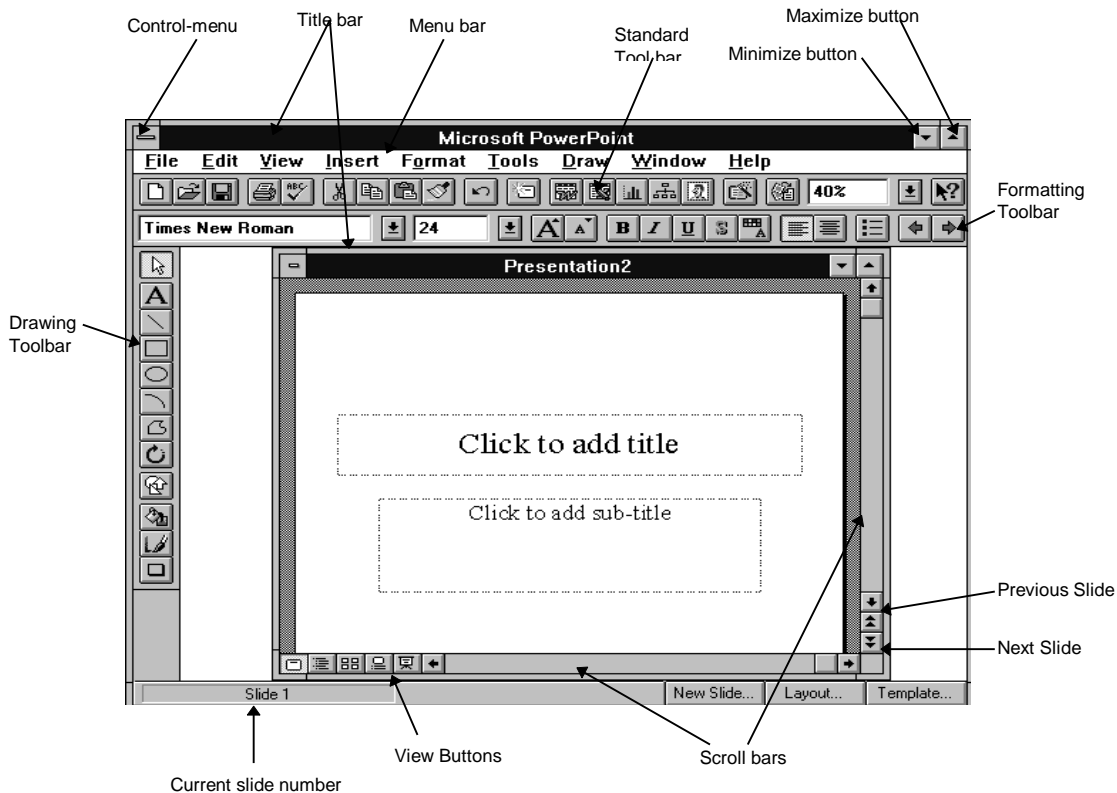 Control-menu
Title bar
Menu bar
Standard
Tool bar
Maximize button
Minimize button
Microsoft PowerPoint
File Edit View Insert Format Tools Draw Window Help
ABC
40%
?
Formatting
Toolbar
Times New Roman
24
A A B I U S A
Presentation2
A
Drawing
Toolbar
Click to add title
Click to add sub-title
Previous Slide
Next Slide
Slide 1
New Slide... Layout... Template...
View Buttons
Scroll bars
Current slide number